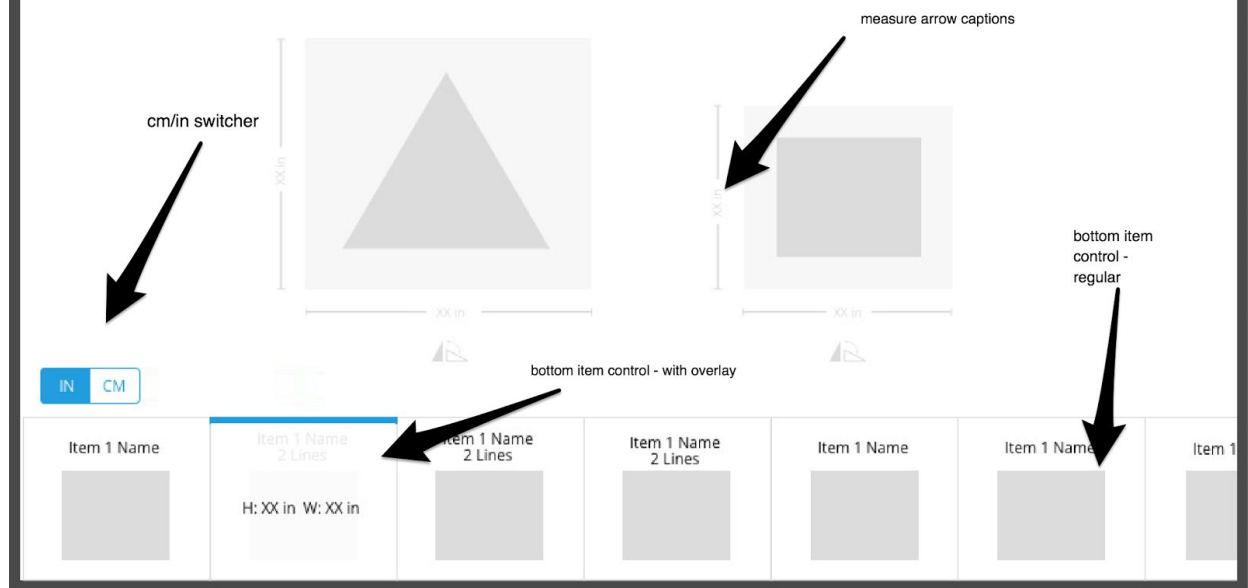 measure arrow captions
cm/in switcher
XX in
XX in
bottom item
control -
regular
XX in
XX in
bottom item control - with overlay
IN CM
Item 1 Name
Item 1 Name
2 Lines
H: XX in W: XX in
Item 1 Name
2 Lines
Item 1 Name
2 Lines
Item 1 Name
Item 1 Name
Item 1